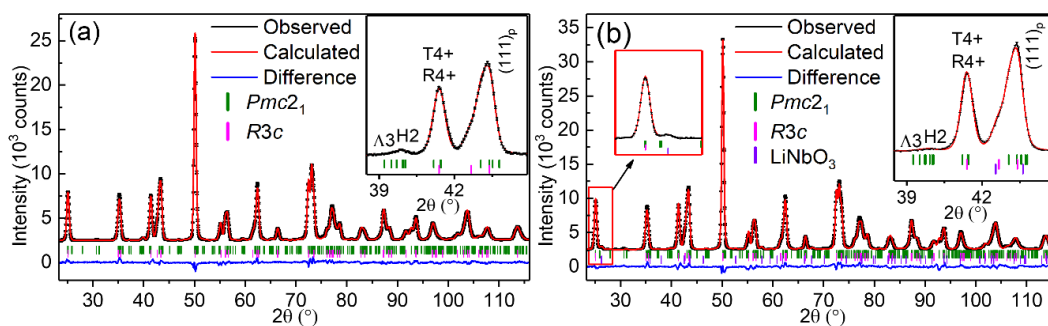 (a)
Observed
Calculated
Difference
Pmc2₁
R3c
25
20
15
10
5
0
Intensity (10³ counts)
30 40 50 60 70 80 90 100 110
2θ (°)
T4+
R4+
(111)ₚ
Λ3 H2
39 42
2θ (°)
(b)
Observed
Calculated
Difference
Pmc2₁
R3c
LiNbO₃
35
30
25
20
15
10
5
0
Intensity (10³ counts)
30 40 50 60 70 80 90 100 110
2θ (°)
T4+
R4+
(111)ₚ
Λ3 H2
39 42
2θ (°)